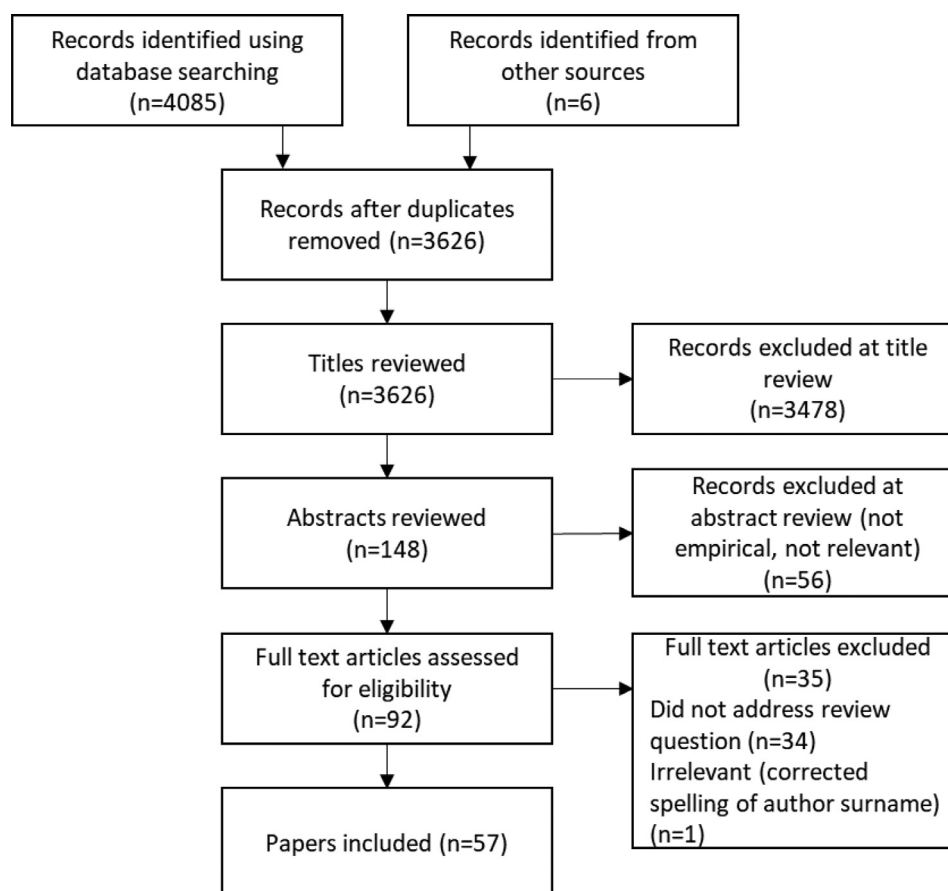 Records identified using
database searching
(n=4085)
Records identified from
other sources
(n=6)
Records after duplicates
removed (n=3626)
Titles reviewed
(n=3626)
Records excluded at title
review
(n=3478)
Abstracts reviewed
(n=148)
Records excluded at
abstract review (not
empirical, not relevant)
(n=56)
Full text articles assessed
for eligibility
(n=92)
Full text articles excluded
(n=35)
Did not address review
question (n=34)
Irrelevant (corrected
spelling of author surname)
(n=1)
Papers included (n=57)